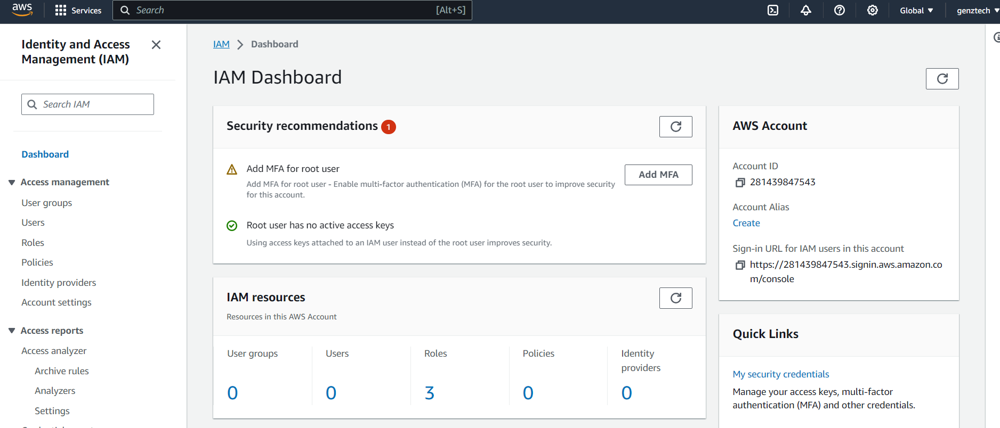 aws
Services
Search
[Alt+S]
Global
genztech
Identity and Access
Management (IAM)
Search IAM
Dashboard
Access management
User groups
Users
Roles
Policies
Identity providers
Account settings
Access reports
Access analyzer
Archive rules
Analyzers
Settings
IAM
Dashboard
IAM Dashboard
Security recommendations 1
Add MFA for root user
Add MFA for root user - Enable multi-factor authentication (MFA) for the root user to improve security
for this account.
Add MFA
Root user has no active access keys
Using access keys attached to an IAM user instead of the root user improves security.
IAM resources
Resources in this AWS Account
User groups
0
Users
0
Roles
3
Policies
0
Identity
providers
0
AWS Account
Account ID
281439847543
Account Alias
Create
Sign-in URL for IAM users in this account
https://281439847543.signin.aws.amazon.co
m/console
Quick Links
My security credentials
Manage your access keys, multi-factor
authentication (MFA) and other credentials.